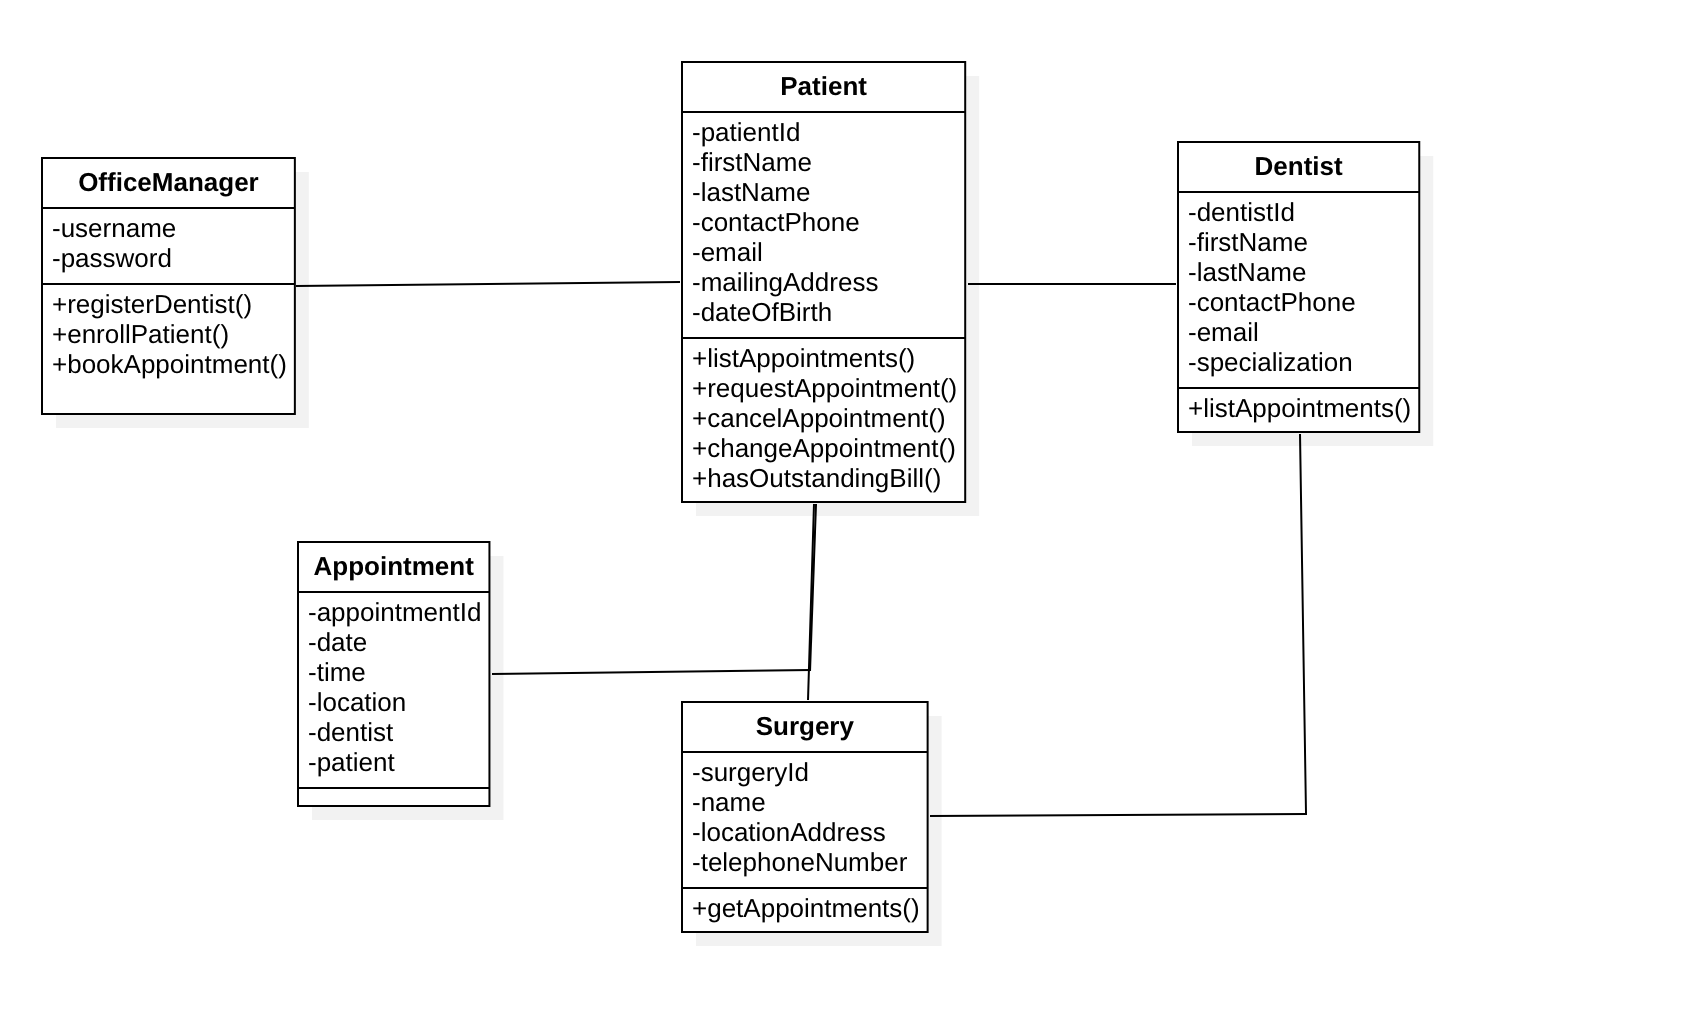 Patient
-patientId
-firstName
-lastName
-contactPhone
-email
-mailingAddress
-dateOfBirth
+listAppointments()
+requestAppointment()
+cancelAppointment()
+changeAppointment()
+hasOutstandingBill()
Dentist
-dentistId
-firstName
-lastName
-contactPhone
-email
-specialization
+listAppointments()
OfficeManager
-username
-password
+registerDentist()
+enrollPatient()
+bookAppointment()
Appointment
-appointmentId
-date
-time
-location
-dentist
-patient
Surgery
-surgeryId
-name
-locationAddress
-telephoneNumber
+getAppointments()